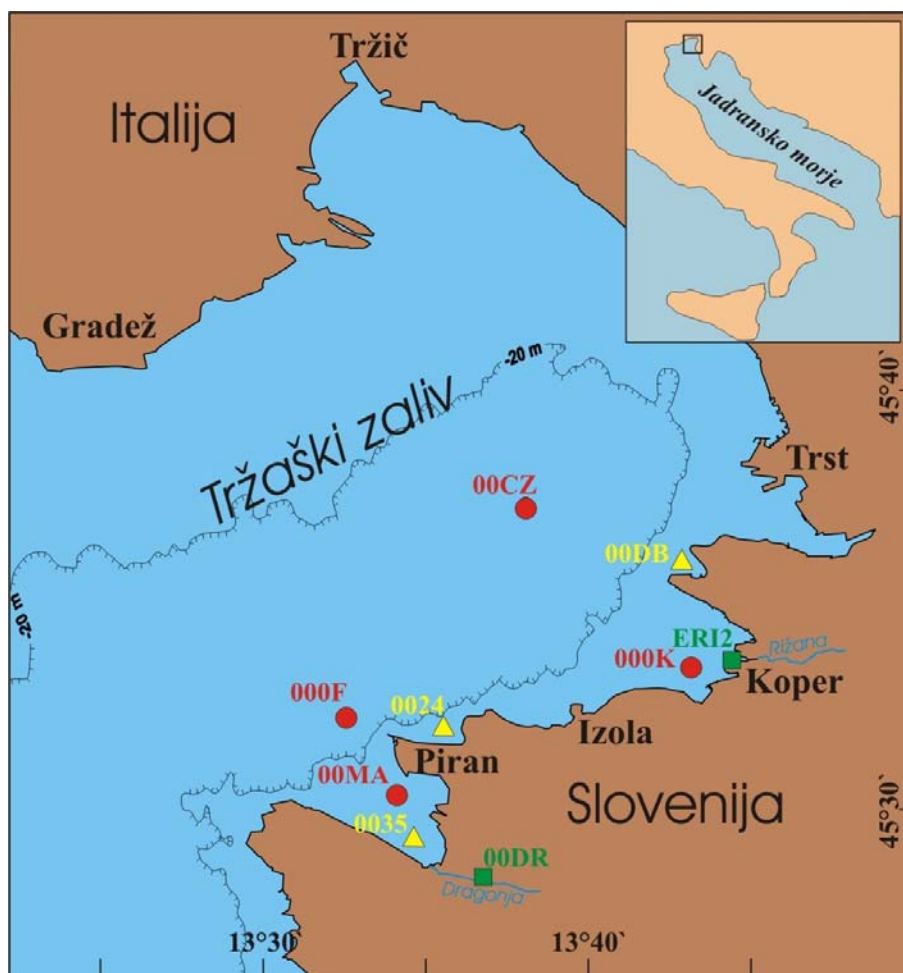 Tržič
Italija
Jadransko morje
Gradež
-20 m
45°40`
Tržaški zaliv
Trst
00CZ
00DB
-20 m
ERI2
Rižana
000K
Koper
000F
0024
Izola
Piran
00MA
Slovenija
45°30`
0035
00DR
Dragonja
13°30`
13°40`